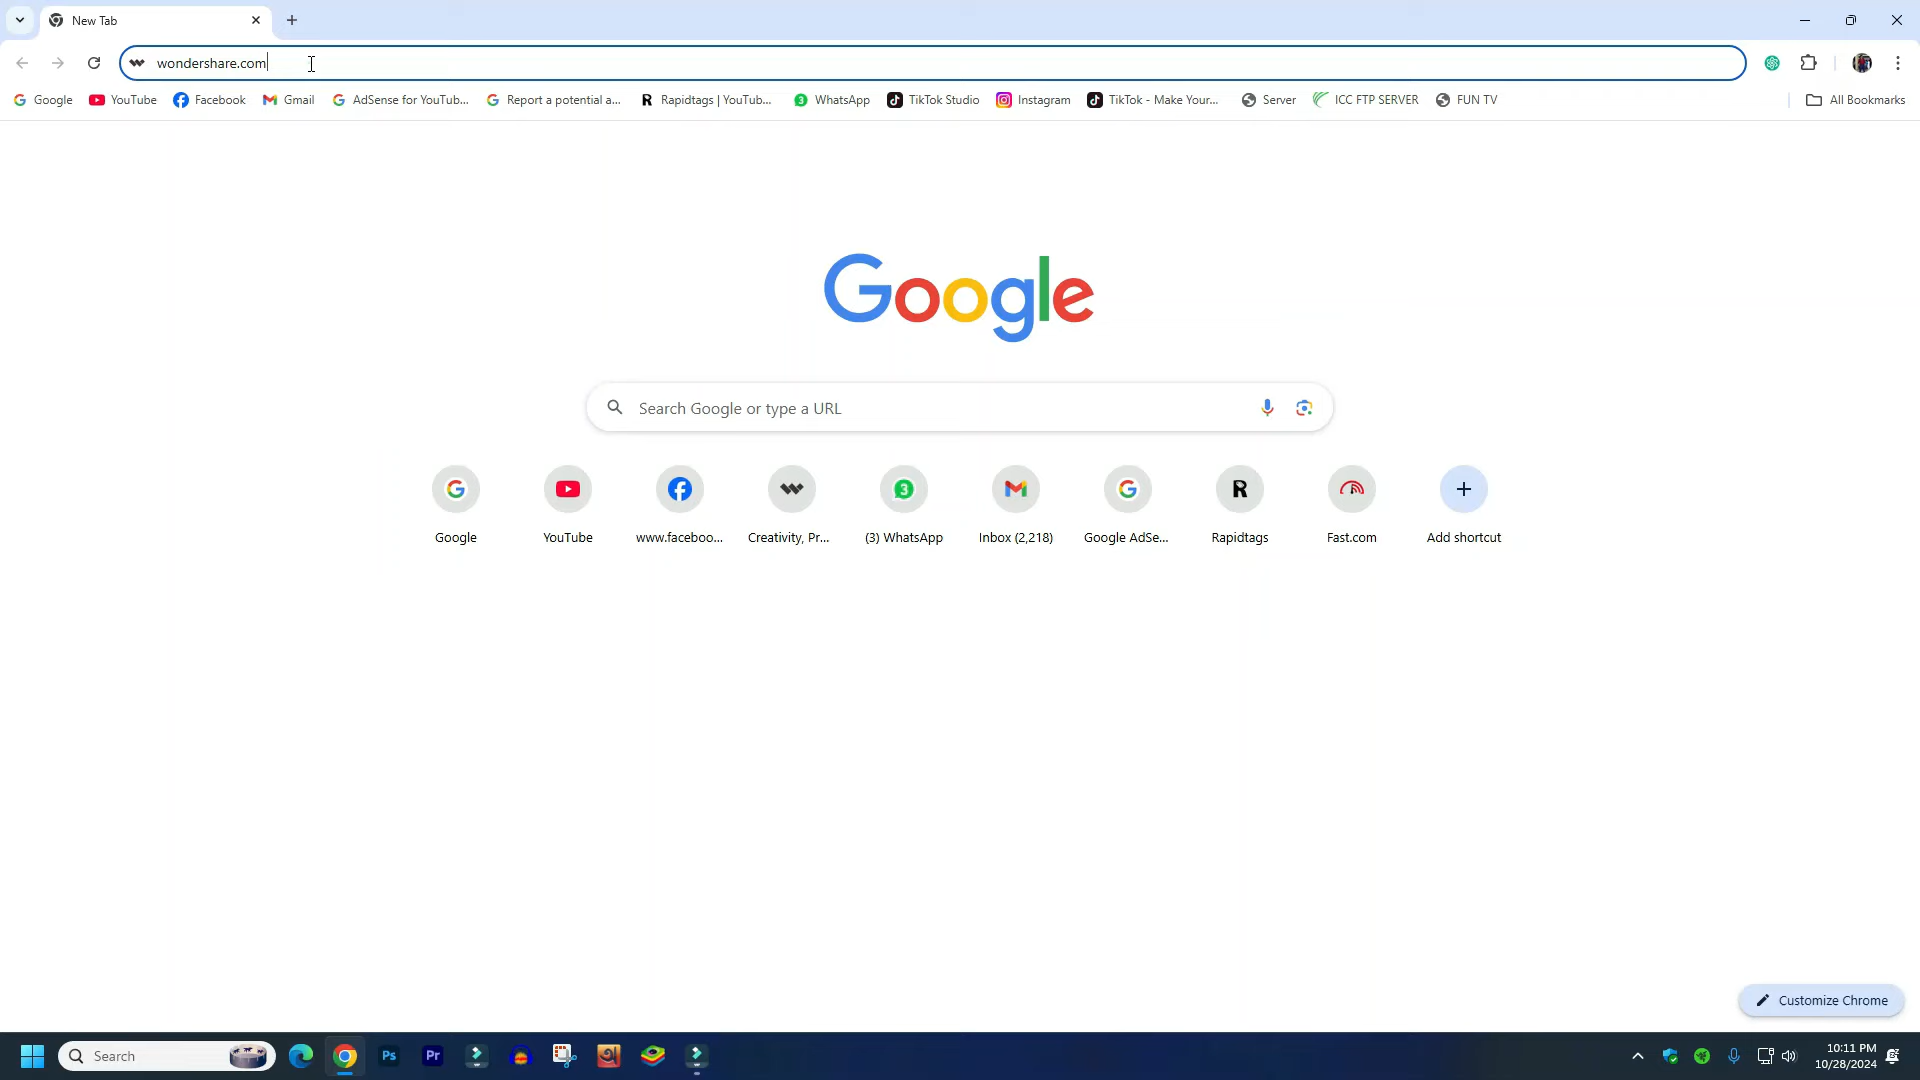 New Tab
wondershare.com
Google YouTube Facebook Gmail AdSense for YouTub... Report a potential a... Rapidtags | YouTub... WhatsApp TikTok Studio Instagram TikTok - Make Your... Server ICC FTP SERVER FUN TV All Bookmarks
Google
Search Google or type a URL
Google YouTube www.faceboo... Creativity, Pr... (3) WhatsApp Inbox (2,218) Google AdSe... Rapidtags Fast.com Add shortcut
Customize Chrome
Search Ps Pr 10:11 PM
10/28/2024